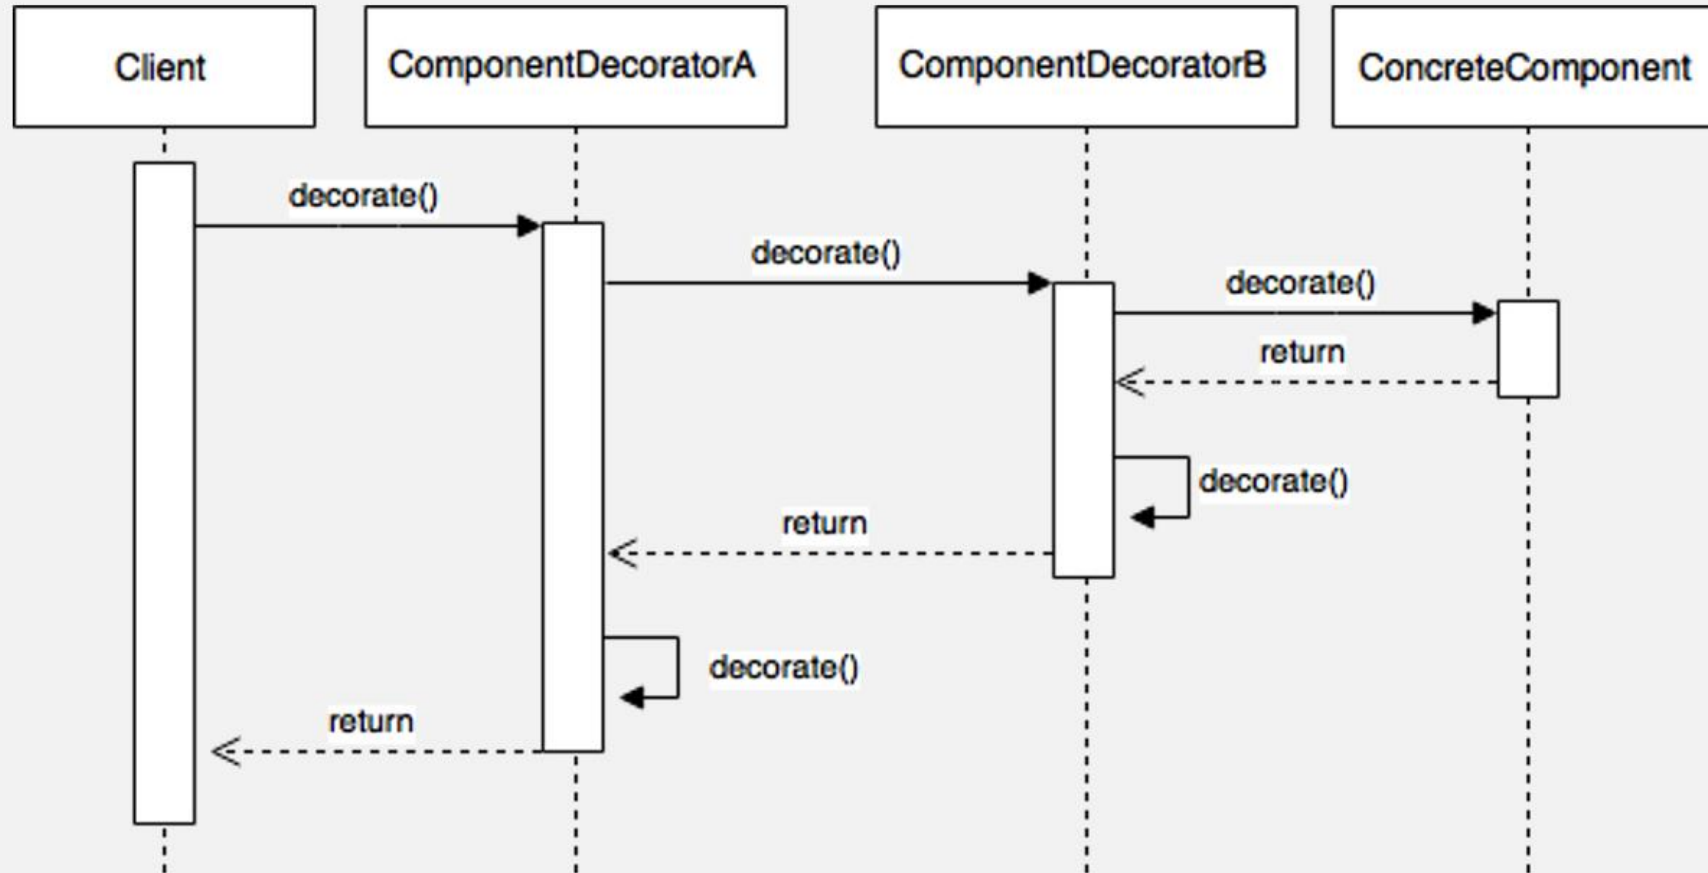 Client
ComponentDecoratorA
ComponentDecoratorB
ConcreteComponent
decorate()
decorate()
decorate()
return
decorate()
return
decorate()
return